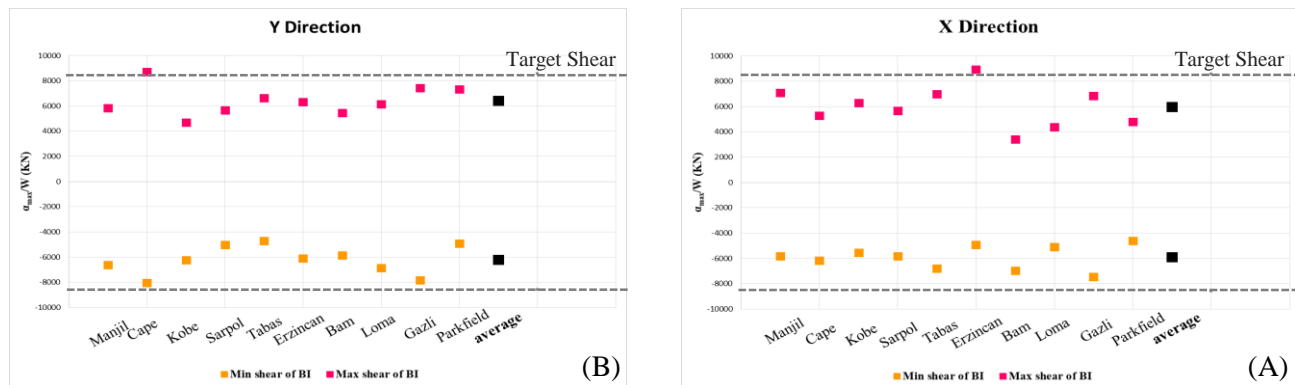 Y Direction
Target Shear
10000
8000
6000
4000
2000
0
-2000
-4000
-6000
-8000
-10000
α_max/W (KN)
Manjil
Cape
Kobe
Sarpol
Tabas
Erzincan
Bam
Loma
Gazli
Parkfield
average
Min shear of BI
Max shear of BI
(B)
X Direction
Target Shear
10000
8000
6000
4000
2000
0
-2000
-4000
-6000
-8000
-10000
α_max/W (KN)
Manjil
Cape
Kobe
Sarpol
Tabas
Erzincan
Bam
Loma
Gazli
Parkfield
average
Min shear of BI
Max shear of BI
(A)